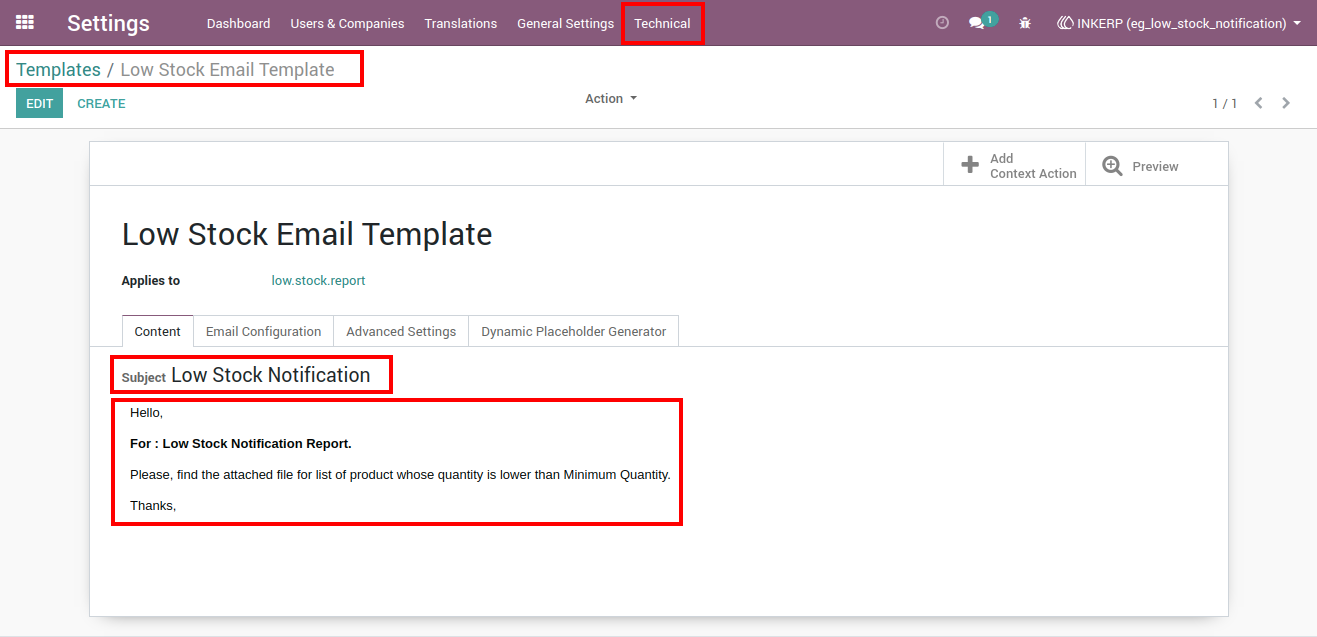 Settings Dashboard Users & Companies Translations General Settings Technical 1 INKERP (eg_low_stock_notification)
Templates / Low Stock Email Template
EDIT CREATE Action 1 / 1
Add
Context Action
Preview
Low Stock Email Template
Applies to low.stock.report
Content Email Configuration Advanced Settings Dynamic Placeholder Generator
Subject Low Stock Notification
Hello,
For : Low Stock Notification Report.
Please, find the attached file for list of product whose quantity is lower than Minimum Quantity.
Thanks,